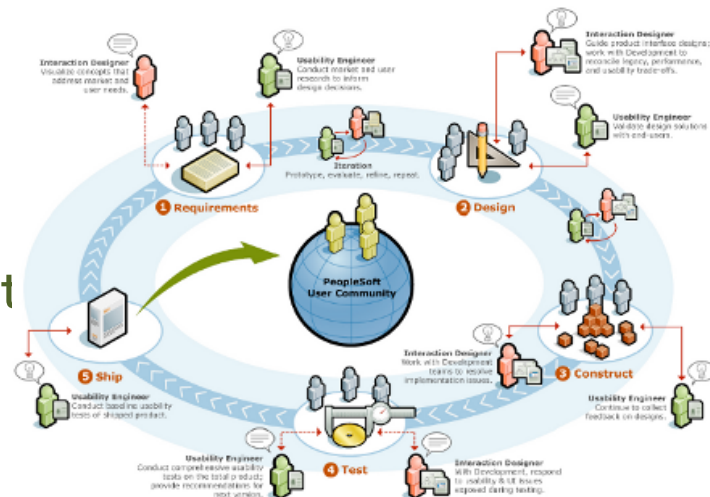 Interaction Designer
Visualize concepts that
address market and
user needs.
Usability Engineer
Conduct market and user
research to inform
design decisions.
Interaction Designer
Guide product interface designs;
work with Development to
reconcile legacy, performance,
and usability trade-offs.
Usability Engineer
Validate design solutions
with end-users.
Iteration
Prototype, evaluate, refine, repeat.
1 Requirements
2 Design
PeopleSoft
User Community
t
Interaction Designer
Work with Development
teams to resolve
implementation issues.
3 Construct
Usability Engineer
Continue to collect
feedback on designs.
5 Ship
Usability Engineer
Conduct baseline usability
tests of shipped product.
4 Test
Usability Engineer
Conduct comprehensive usability
tests on the total product;
provide recommendations for
next version.
Interaction Designer
With Development, respond
to usability & UI issues
exposed during testing.